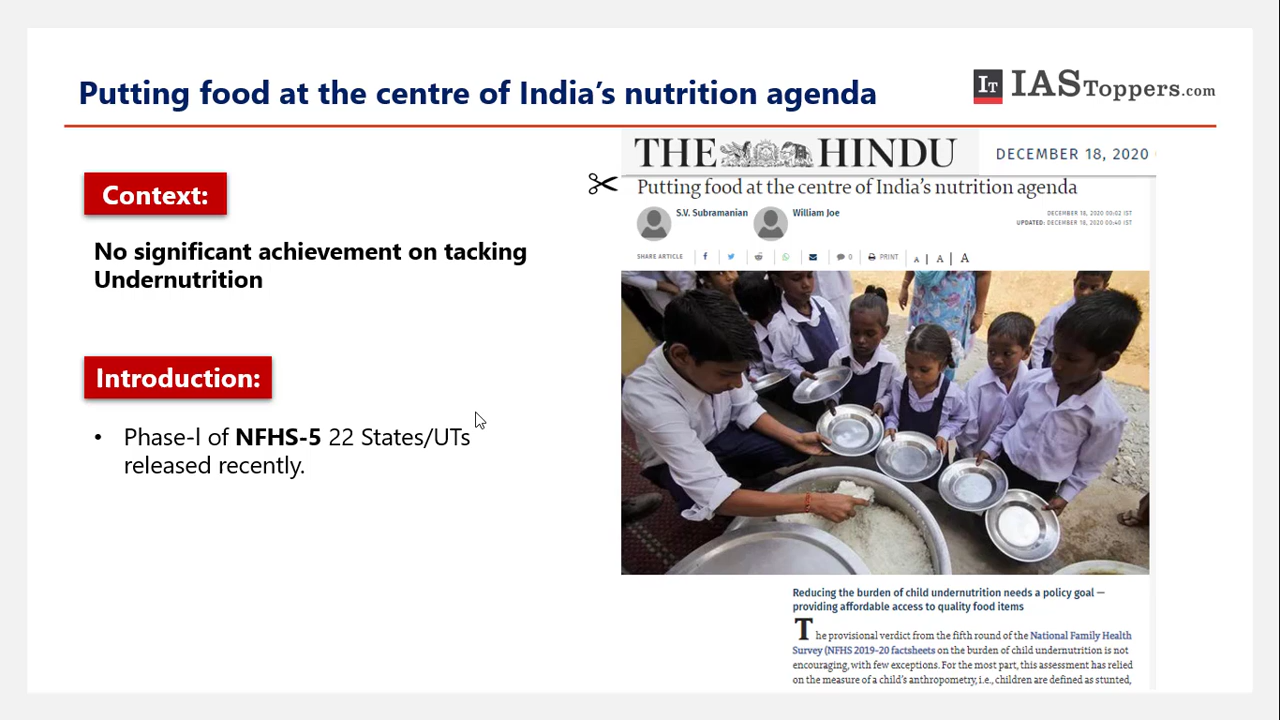 Putting food at the centre of India's nutrition agenda
IT IASToppers.com
Context:
No significant achievement on tacking
Undernutrition
Introduction:
• Phase-l of NFHS-5 22 States/UTs
released recently.
THE HINDU
DECEMBER 18, 2020
Putting food at the centre of India's nutrition agenda
S.V. Subramanian
William Joe
DECEMBER 18, 2020 00:02 IST
UPDATED: DECEMBER 18, 2020 00:40 IST
SHARE ARTICLE
0
PRINT
A | A | A
Reducing the burden of child undernutrition needs a policy goal —
providing affordable access to quality food items
The provisional verdict from the fifth round of the National Family Health
Survey (NFHS 2019-20 factsheets on the burden of child undernutrition is not
encouraging, with few exceptions. For the most part, this assessment has relied
on the measure of a child's anthropometry, i.e., children are defined as stunted,